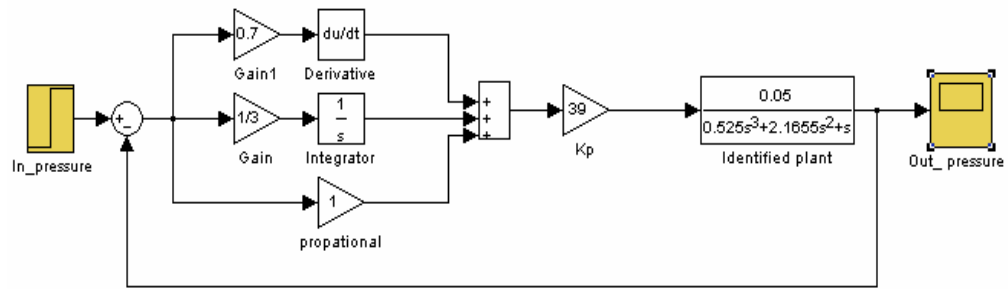 0.7
Gain1
du/dt
Derivative
In_pressure
+
-
1/3
Gain
1
s
Integrator
1
propational
+
+
+
39
Kp
0.05
0.525s³+2.1655s²+s
Identified plant
Out_ pressure